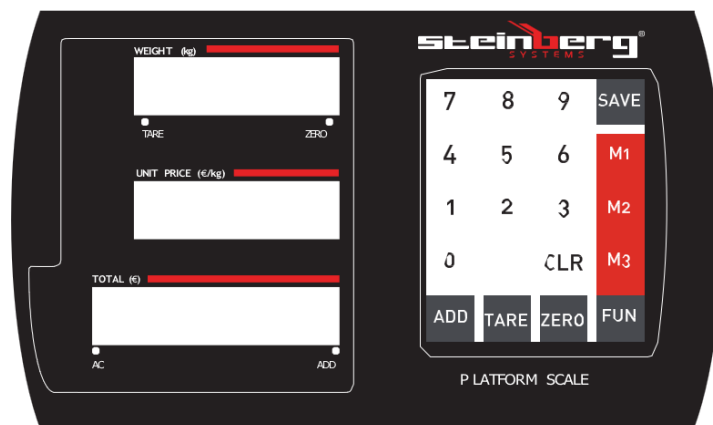 WEIGHT (kg)
TARE ZERO
UNIT PRICE (€/kg)
TOTAL (€)
AC ADD
steinberg®
SYSTEMS
7 8 9 SAVE
4 5 6 M1
1 2 3 M2
0 CLR M3
ADD TARE ZERO FUN
PLATFORM SCALE